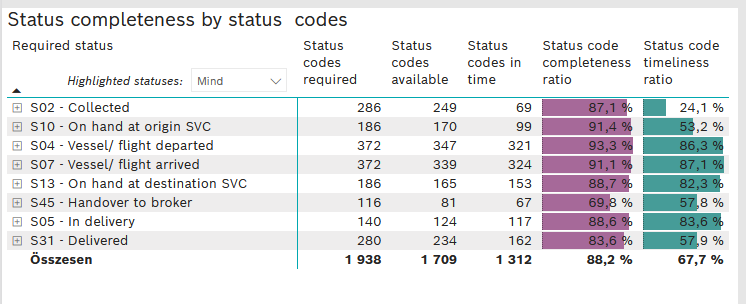 Status completeness by status codes
Required status Status codes required Status codes available Status codes in time Status code completeness ratio Status code timeliness ratio
Highlighted statuses: Mind
S02 - Collected 286 249 69 87,1 % 24,1 %
S10 - On hand at origin SVC 186 170 99 91,4 % 53,2 %
S04 - Vessel/ flight departed 372 347 321 93,3 % 86,3 %
S07 - Vessel/ flight arrived 372 339 324 91,1 % 87,1 %
S13 - On hand at destination SVC 186 165 153 88,7 % 82,3 %
S45 - Handover to broker 116 81 67 69,8 % 57,8 %
S05 - In delivery 140 124 117 88,6 % 83,6 %
S31 - Delivered 280 234 162 83,6 % 57,9 %
Összesen 1 938 1 709 1 312 88,2 % 67,7 %